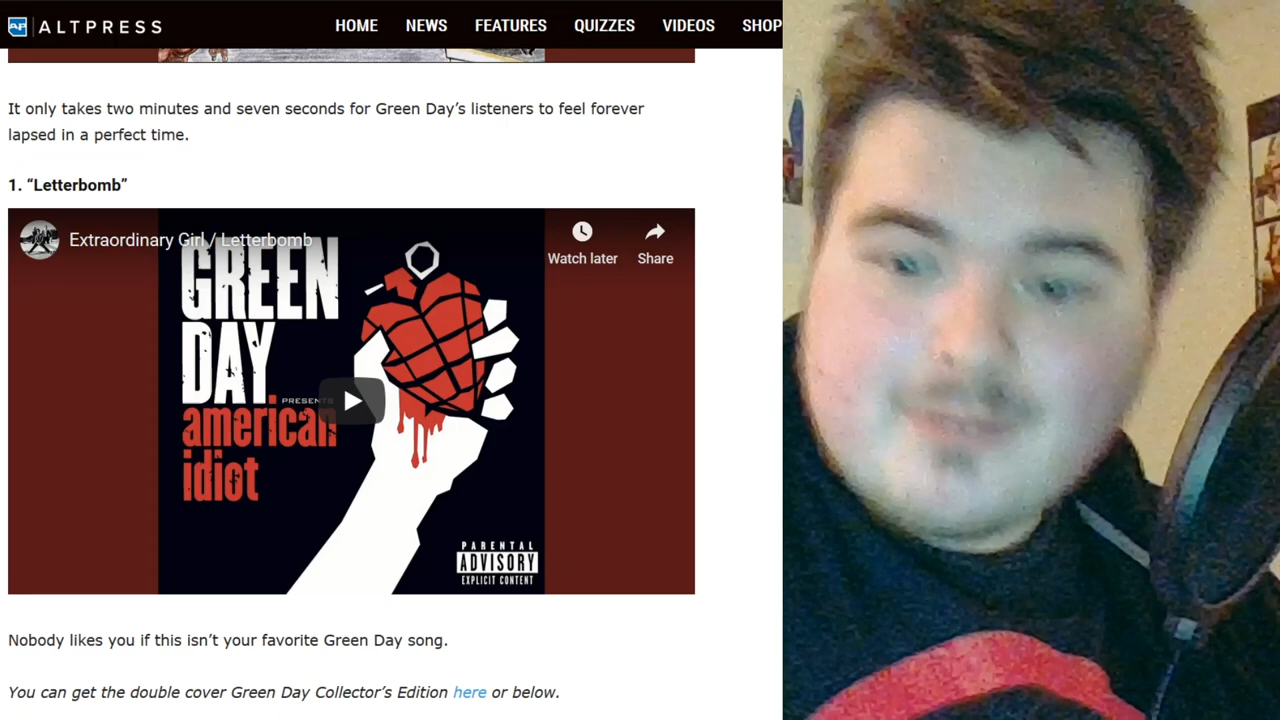 AP ALTPRESS
HOME NEWS FEATURES QUIZZES VIDEOS SHOP
It only takes two minutes and seven seconds for Green Day’s listeners to feel forever
lapsed in a perfect time.
1. “Letterbomb”
Extraordinary Girl / Letterbomb
Watch later
Share
GREEN
DAY
PRESENTS
american
idiot
PARENTAL
ADVISORY
EXPLICIT CONTENT
Nobody likes you if this isn’t your favorite Green Day song.
You can get the double cover Green Day Collector’s Edition here or below.